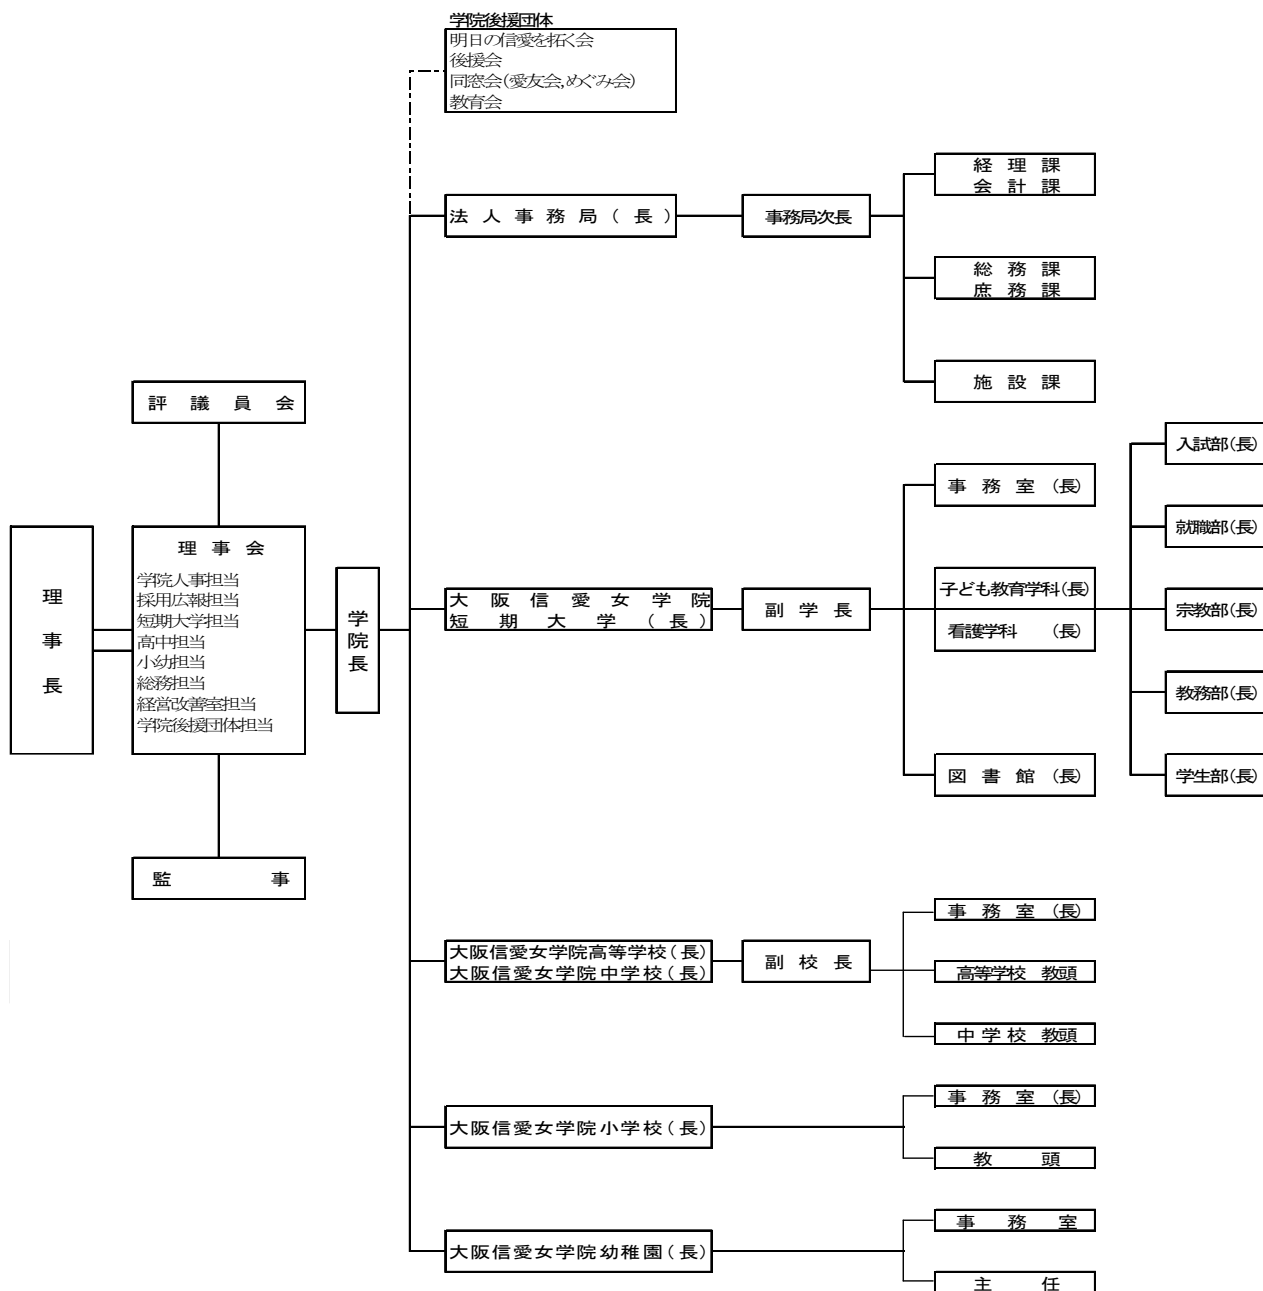 学院後援団体
明日の信愛を拓く会
後援会
同窓会(愛友会,めぐみ会)
教育会
法人事務局(長)
事務局次長
経理課
会計課
総務課
庶務課
施設課
評議員会
理事長
理事会
学院人事担当
採用広報担当
短期大学担当
高中担当
小幼担当
総務担当
経営改善室担当
学院後援団体担当
監事
学院長
大阪信愛女学院
短期大学(長)
副学長
事務室(長)
子ども教育学科(長)
看護学科 (長)
図書館(長)
入試部(長)
就職部(長)
宗教部(長)
教務部(長)
学生部(長)
大阪信愛女学院高等学校(長)
大阪信愛女学院中学校(長)
副校長
事務室(長)
高等学校 教頭
中学校 教頭
大阪信愛女学院小学校(長)
事務室(長)
教頭
大阪信愛女学院幼稚園(長)
事務室
主任